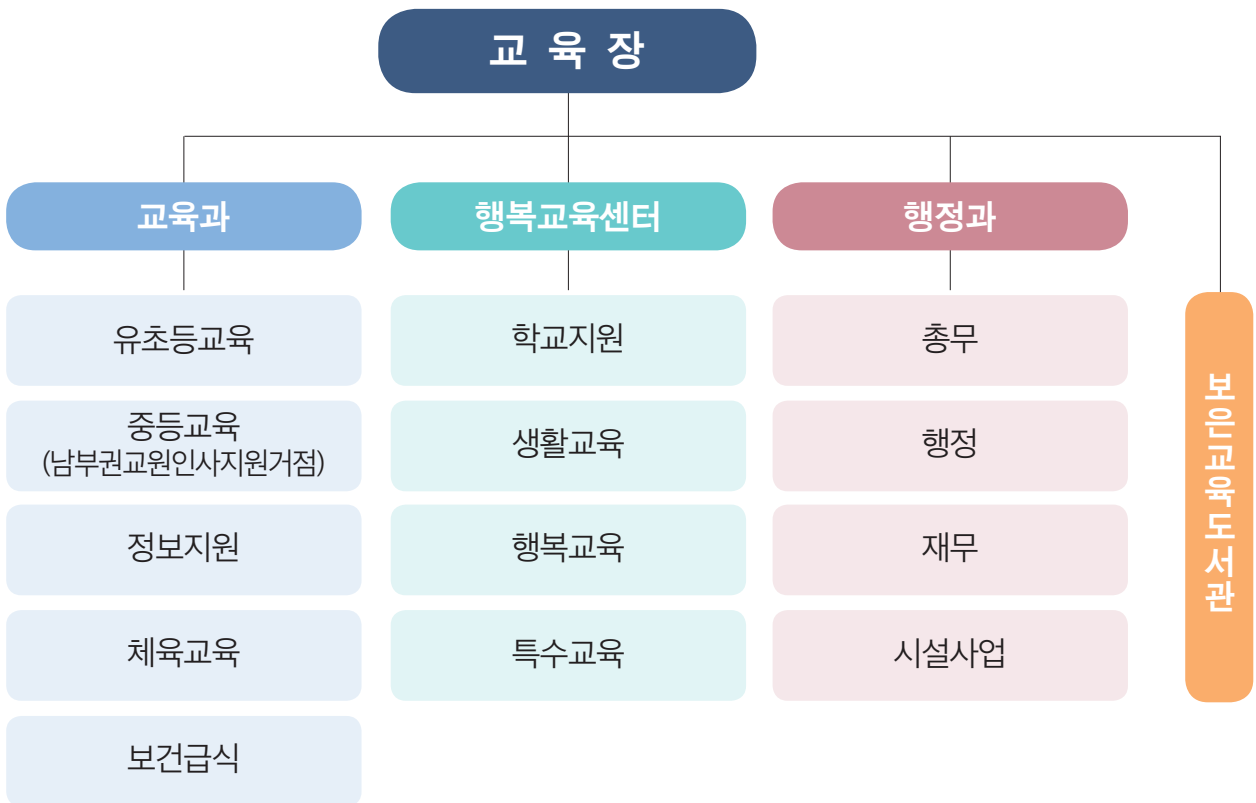 교 육 장
교육과
행복교육센터
행정과
유초등교육
학교지원
총무
중등교육
(남부권교원인사지원거점)
생활교육
행정
정보지원
행복교육
재무
체육교육
특수교육
시설사업
보건급식
보은교육도서관